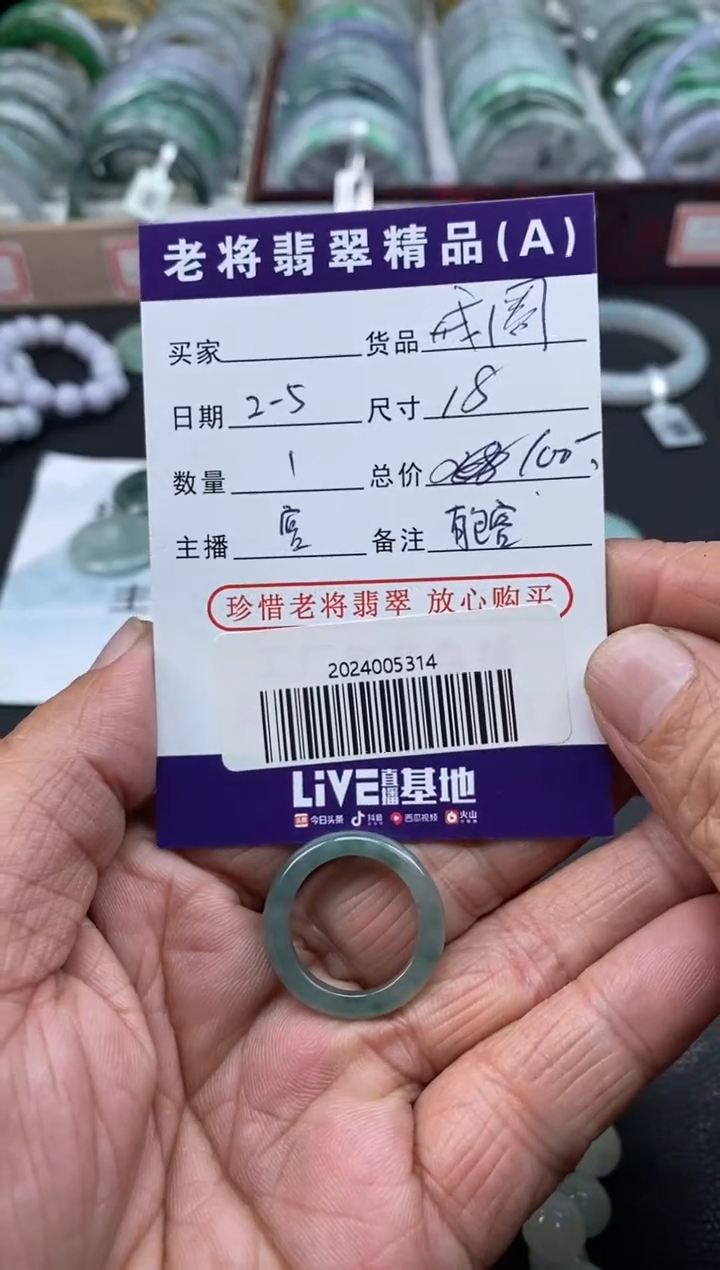 老将翡翠精品(A)
买家 货品 戒圈
日期 2-5 尺寸 18
数量 1 总价 100
主播 备注
珍惜老将翡翠 放心购买
2024005314
LiVE直播基地
今日头条 抖音 西瓜视频 火山